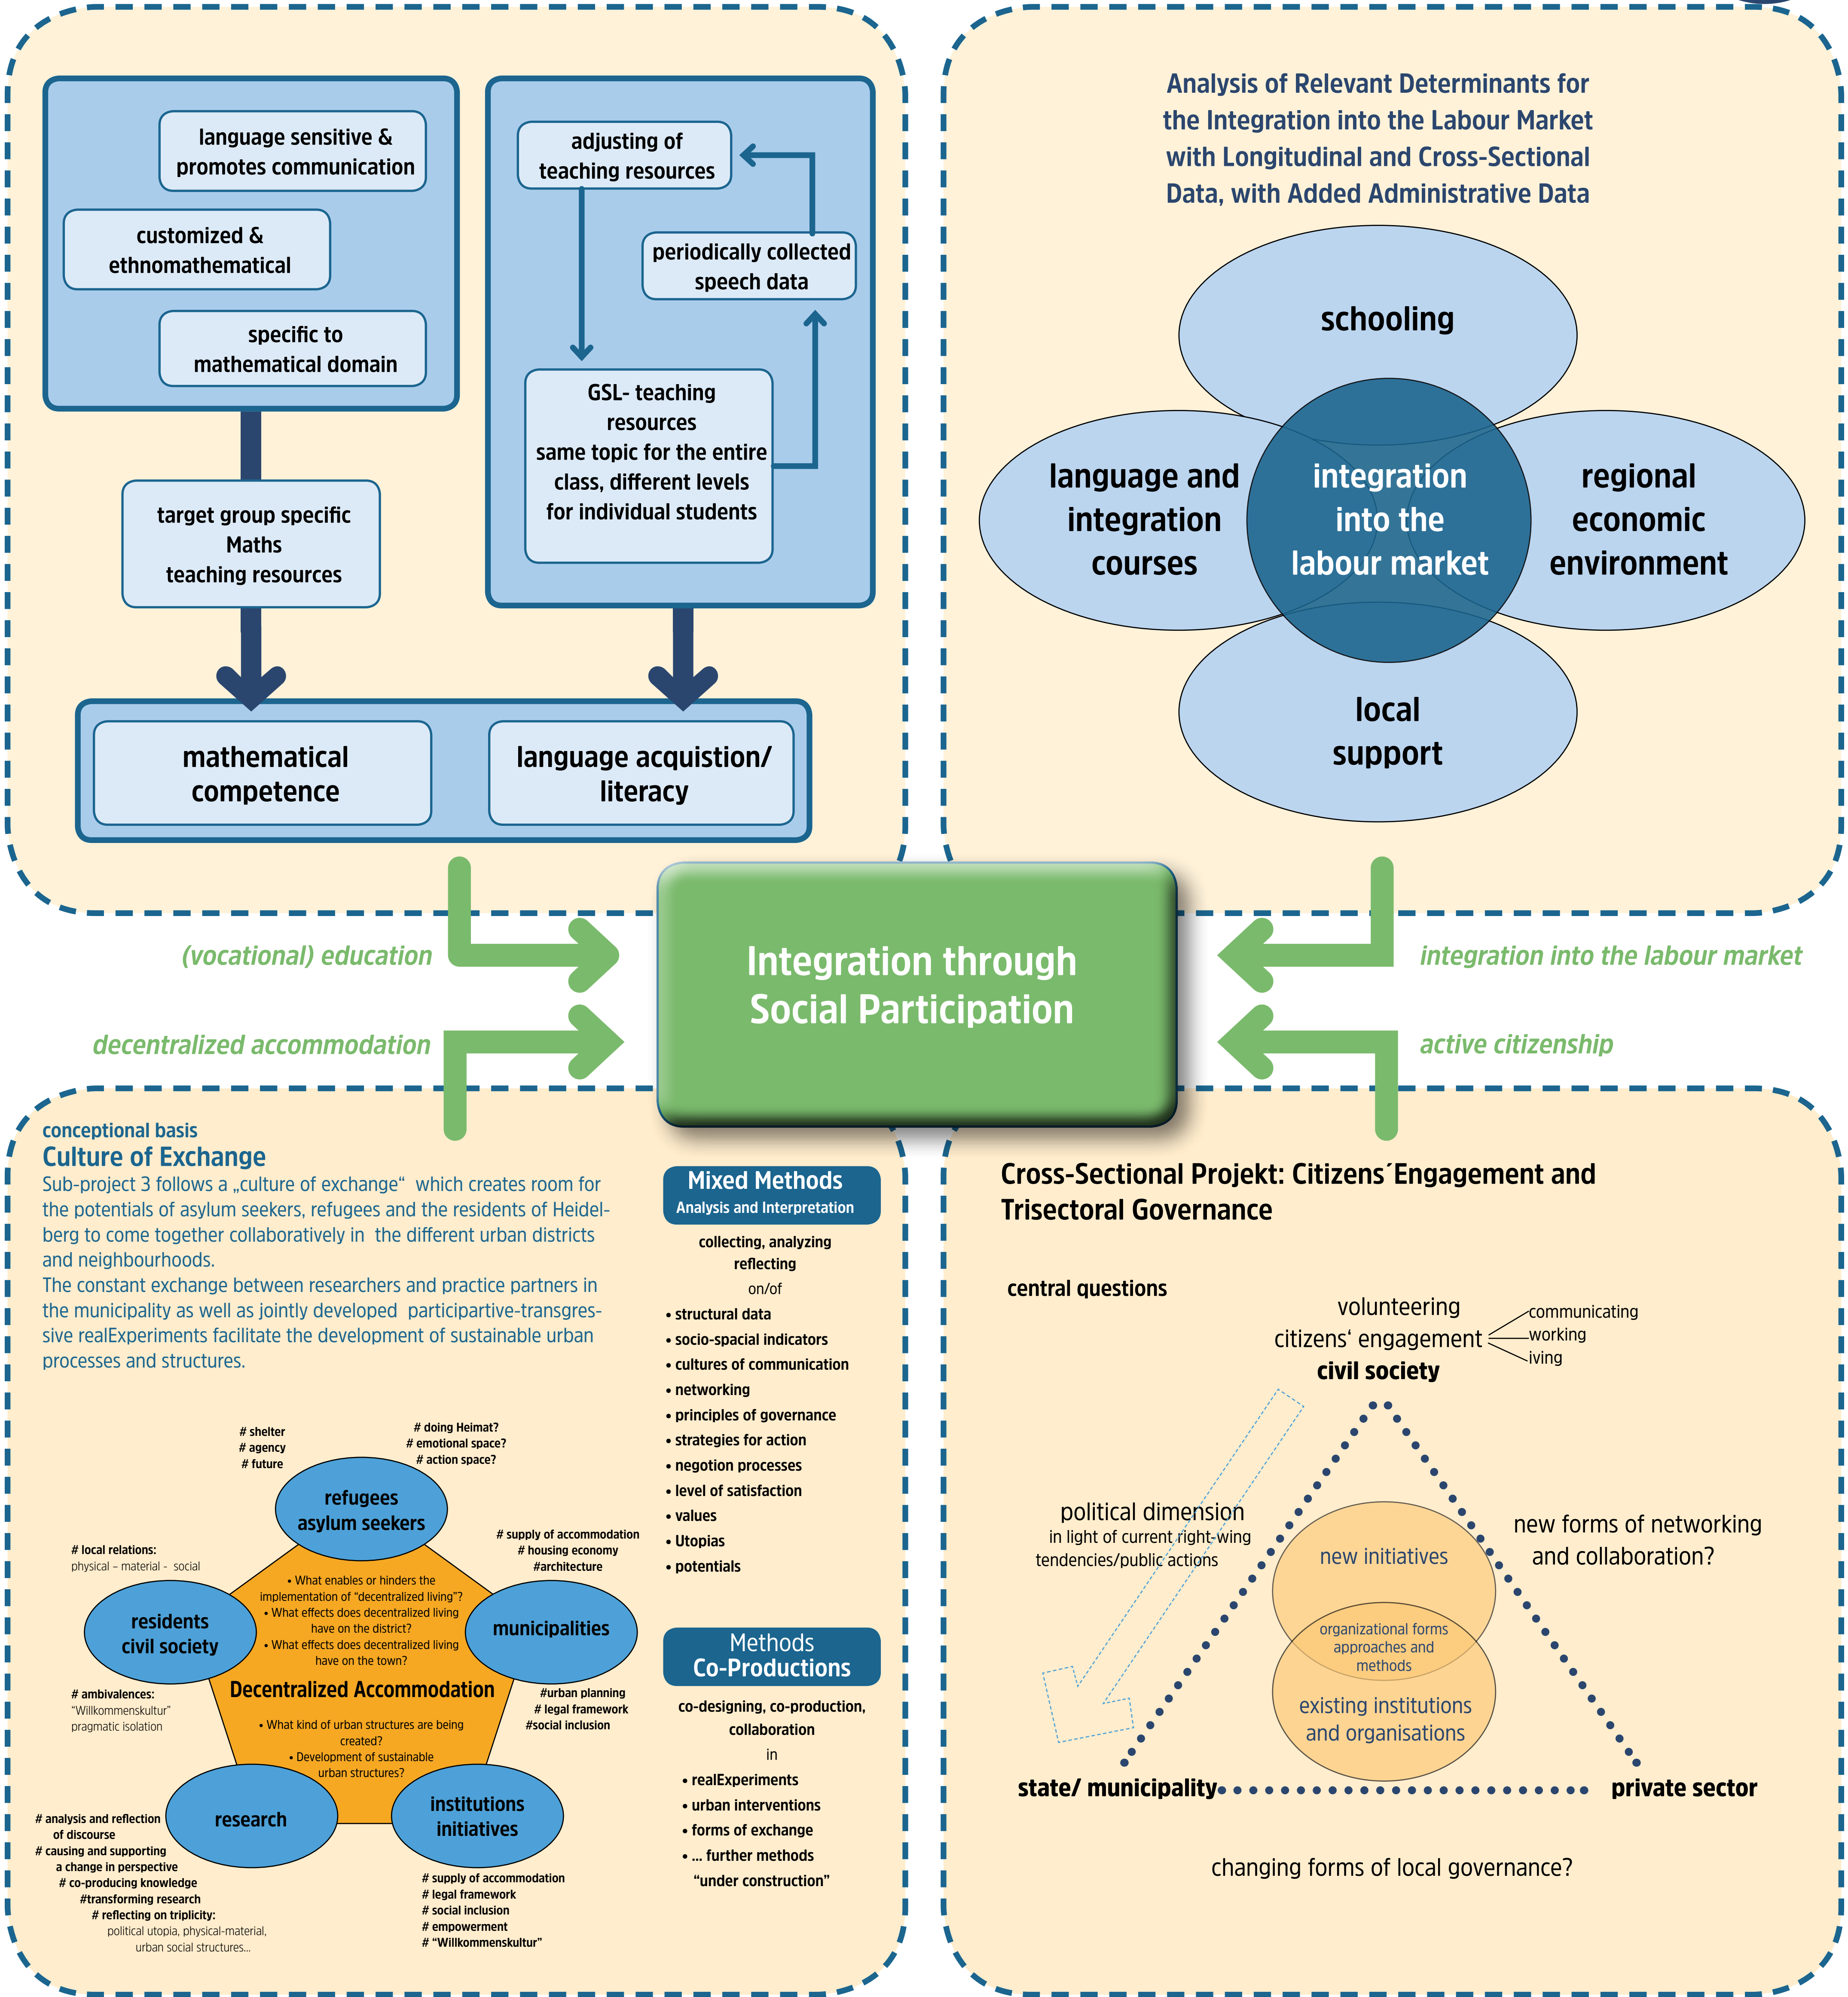 language sensitive &
promotes communication
customized &
ethnomathematical
specific to
mathematical domain
target group specific
Maths
teaching resources
adjusting of
teaching resources
periodically collected
speech data
GSL- teaching
resources
same topic for the entire
class, different levels
for individual students
mathematical
competence
language acquistion/
literacy
Analysis of Relevant Determinants for
the Integration into the Labour Market
with Longitudinal and Cross-Sectional
Data, with Added Administrative Data
schooling
language and
integration
courses
integration
into the
labour market
regional
economic
environment
local
support
(vocational) education
integration into the labour market
Integration through
Social Participation
decentralized accommodation
active citizenship
conceptional basis
Culture of Exchange
Sub-project 3 follows a „culture of exchange“ which creates room for
the potentials of asylum seekers, refugees and the residents of Heidel-
berg to come together collaboratively in the different urban districts
and neighbourhoods.
The constant exchange between researchers and practice partners in
the municipality as well as jointly developed participartive-transgres-
sive realExperiments facilitate the development of sustainable urban
processes and structures.
# shelter
# agency
# future
# doing Heimat?
# emotional space?
# action space?
refugees
asylum seekers
# supply of accommodation
# housing economy
#architecture
# local relations:
physical – material - social
residents
civil society
municipalities
• What enables or hinders the
implementation of “decentralized living”?
• What effects does decentralized living
have on the district?
• What effects does decentralized living
have on the town?
Decentralized Accommodation
• What kind of urban structures are being
created?
• Development of sustainable
urban structures?
# ambivalences:
“Willkommenskultur”
pragmatic isolation
#urban planning
# legal framework
#social inclusion
research
institutions
initiatives
# analysis and reflection
of discourse
# causing and supporting
a change in perspective
# co-producing knowledge
#transforming research
# reflecting on triplicity:
political utopia, physical-material,
urban social structures...
# supply of accommodation
# legal framework
# social inclusion
# empowerment
# “Willkommenskultur”
Mixed Methods
Analysis and Interpretation
collecting, analyzing
reflecting
on/of
• structural data
• socio-spacial indicators
• cultures of communication
• networking
• principles of governance
• strategies for action
• negotion processes
• level of satisfaction
• values
• Utopias
• potentials
Methods
Co-Productions
co-designing, co-production,
collaboration
in
• realExperiments
• urban interventions
• forms of exchange
• ... further methods
“under construction”
Cross-Sectional Projekt: Citizens´Engagement and
Trisectoral Governance
central questions
volunteering
citizens‘ engagement
civil society
communicating
working
iving
political dimension
in light of current right-wing
tendencies/public actions
new forms of networking
and collaboration?
new initiatives
organizational forms
approaches and
methods
existing institutions
and organisations
state/ municipality
private sector
changing forms of local governance?